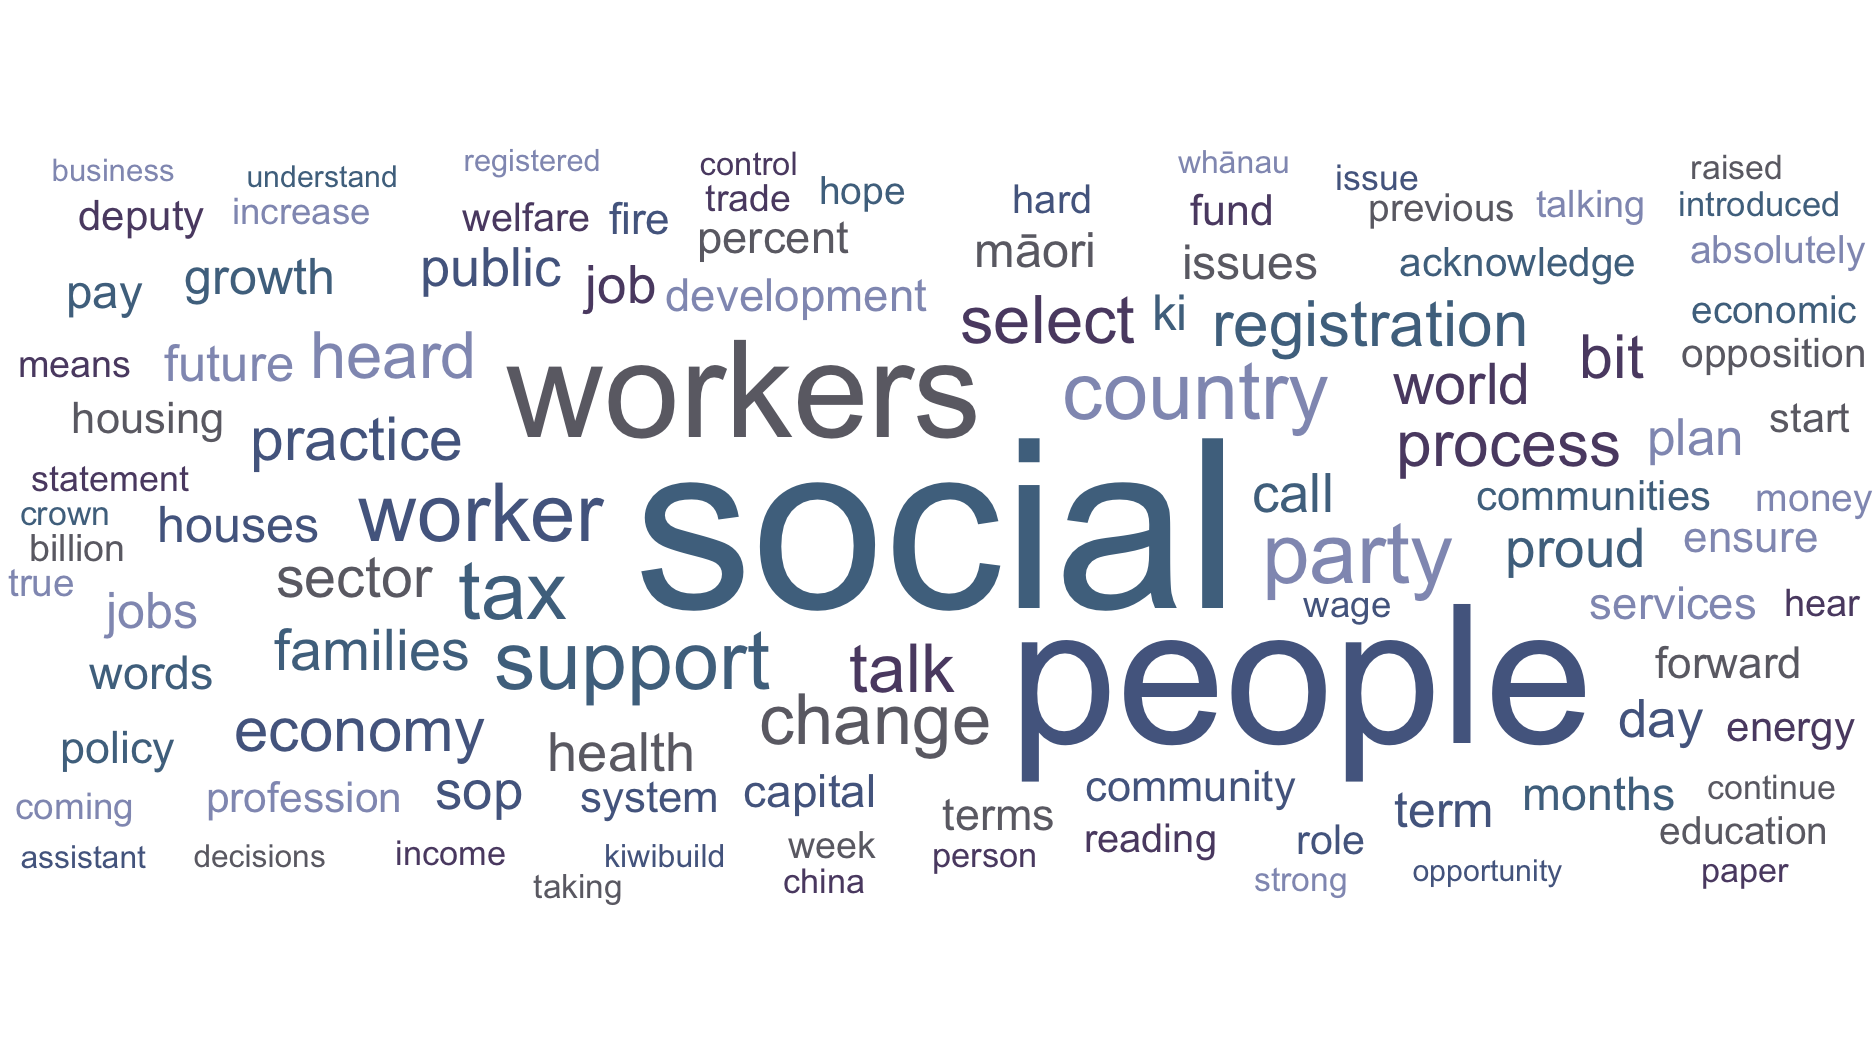 business
understand
registered
control
whānau
issue
raised
deputy
increase
welfare
fire
trade
hope
hard
fund
previous
talking
introduced
percent
māori
issues
acknowledge
absolutely
pay
growth
public
job
development
select
ki
registration
bit
economic
opposition
means
future
heard
workers
country
world
housing
practice
process
plan
start
statement
crown
houses
worker
social
call
communities
money
billion
party
proud
ensure
true
jobs
sector
tax
wage
services
hear
words
families
support
talk
people
forward
policy
economy
health
change
day
energy
coming
profession
sop
system
capital
community
terms
term
months
continue
education
assistant
decisions
income
kiwibuild
week
person
reading
role
taking
china
strong
opportunity
paper